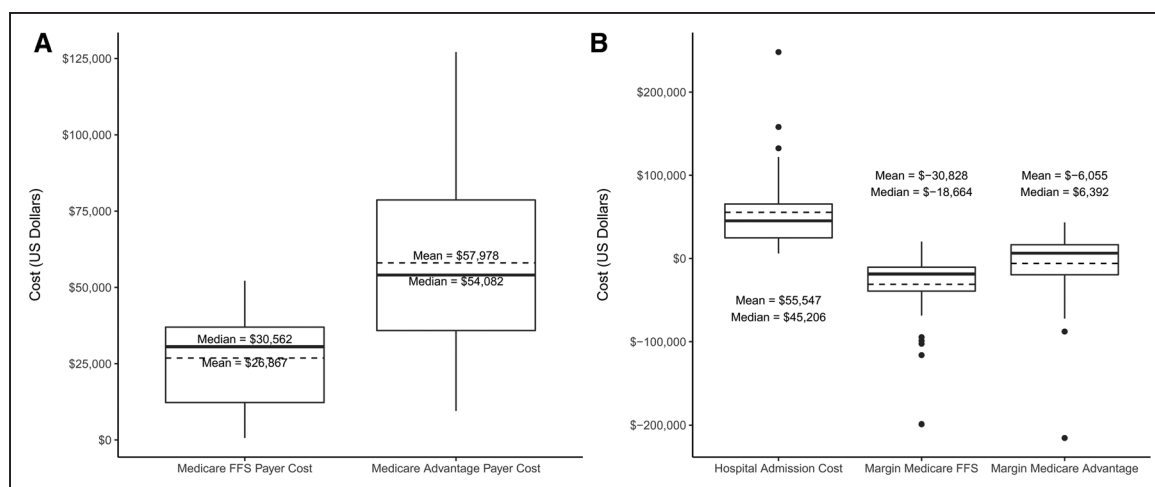 A
Cost (US Dollars)
$125,000
$100,000
$75,000
$50,000
$25,000
$0
Median = $30,562
Mean = $26,867
Mean = $57,978
Median = $54,082
Medicare FFS Payer Cost
Medicare Advantage Payer Cost
B
Cost (US Dollars)
$200,000
$100,000
$0
$−100,000
$−200,000
Mean = $55,547
Median = $45,206
Mean = $−30,828
Median = $−18,664
Mean = $−6,055
Median = $6,392
Hospital Admission Cost
Margin Medicare FFS
Margin Medicare Advantage